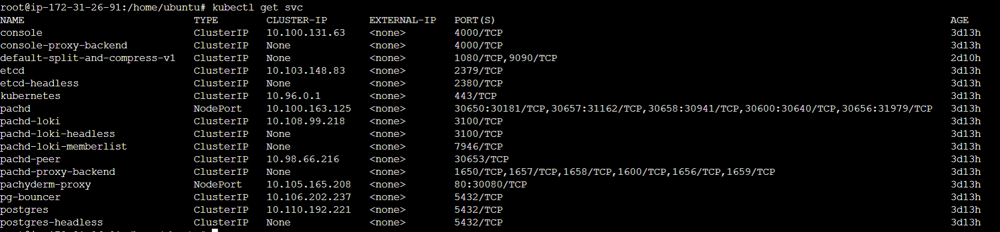 root@ip-172-31-26-91:/home/ubuntu# kubectl get svc
NAME TYPE CLUSTER-IP EXTERNAL-IP PORT(S) AGE
console ClusterIP 10.100.131.63 <none> 4000/TCP 3d13h
console-proxy-backend ClusterIP None <none> 4000/TCP 3d13h
default-split-and-compress-v1 ClusterIP None <none> 1080/TCP,9090/TCP 2d10h
etcd ClusterIP 10.103.148.83 <none> 2379/TCP 3d13h
etcd-headless ClusterIP None <none> 2380/TCP 3d13h
kubernetes ClusterIP 10.96.0.1 <none> 443/TCP 3d13h
pachd NodePort 10.100.163.125 <none> 30650:30181/TCP,30657:31162/TCP,30658:30941/TCP,30600:30640/TCP,30656:31979/TCP 3d13h
pachd-loki ClusterIP 10.108.99.218 <none> 3100/TCP 3d13h
pachd-loki-headless ClusterIP None <none> 3100/TCP 3d13h
pachd-loki-memberlist ClusterIP None <none> 7946/TCP 3d13h
pachd-peer ClusterIP 10.98.66.216 <none> 30653/TCP 3d13h
pachd-proxy-backend ClusterIP None <none> 1650/TCP,1657/TCP,1658/TCP,1600/TCP,1656/TCP,1659/TCP 3d13h
pachyderm-proxy NodePort 10.105.165.208 <none> 80:30080/TCP 3d13h
pg-bouncer ClusterIP 10.106.202.237 <none> 5432/TCP 3d13h
postgres ClusterIP 10.110.192.221 <none> 5432/TCP 3d13h
postgres-headless ClusterIP None <none> 5432/TCP 3d13h